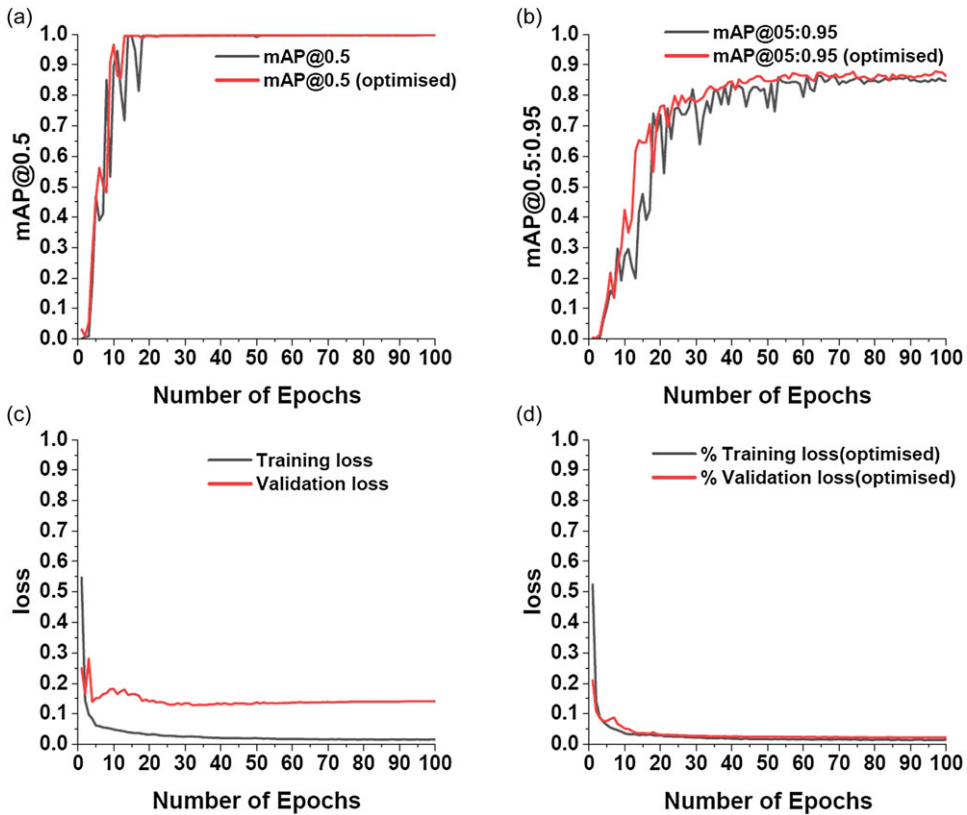 (a)
mAP@0.5
mAP@0.5 (optimised)
mAP@0.5
1.0
0.9
0.8
0.7
0.6
0.5
0.4
0.3
0.2
0.1
0.0
0 10 20 30 40 50 60 70 80 90 100
Number of Epochs
(b)
mAP@05:0.95
mAP@05:0.95 (optimised)
mAP@0.5:0.95
1.0
0.9
0.8
0.7
0.6
0.5
0.4
0.3
0.2
0.1
0.0
0 10 20 30 40 50 60 70 80 90 100
Number of Epochs
(c)
Training loss
Validation loss
loss
1.0
0.9
0.8
0.7
0.6
0.5
0.4
0.3
0.2
0.1
0.0
0 10 20 30 40 50 60 70 80 90 100
Number of Epochs
(d)
% Training loss(optimised)
% Validation loss(optimised)
loss
1.0
0.9
0.8
0.7
0.6
0.5
0.4
0.3
0.2
0.1
0.0
0 10 20 30 40 50 60 70 80 90 100
Number of Epochs